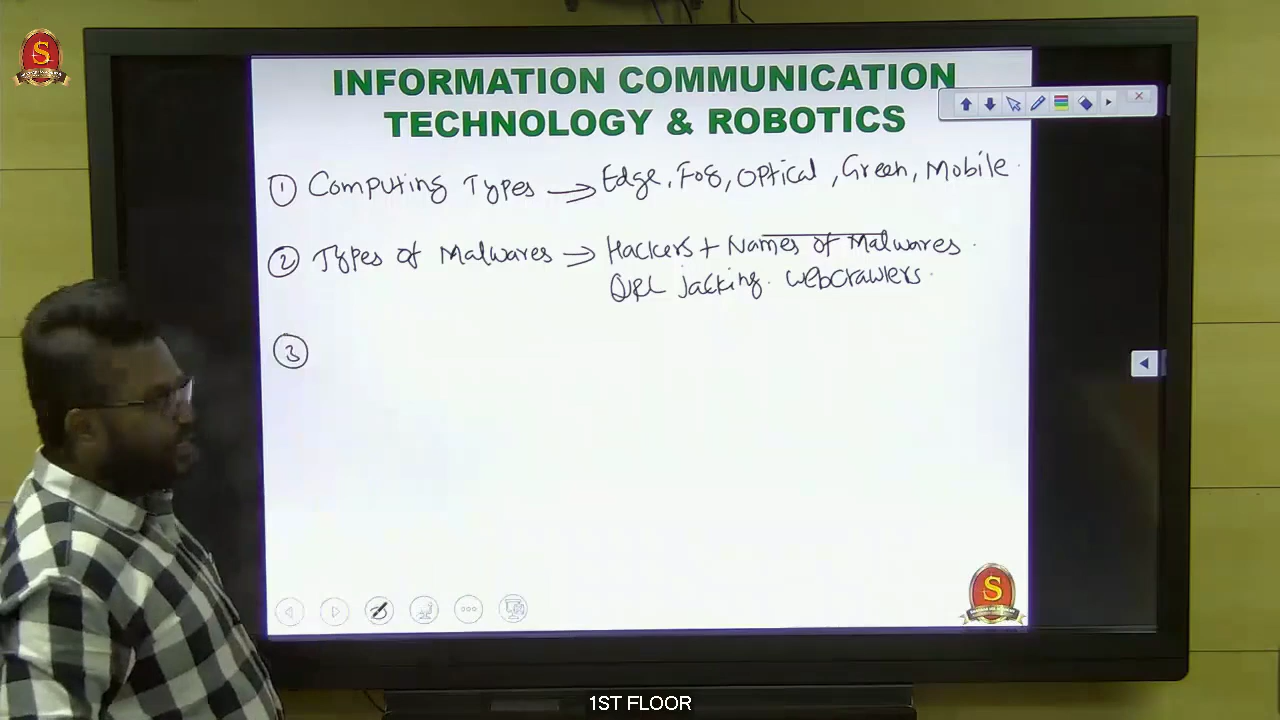 S
INFORMATION COMMUNICATION
TECHNOLOGY & ROBOTICS
① Computing Types → Edge, Fog, Optical, Green, Mobile.
② Types of Malwares → Hackers + Names of Malwares.
QRL jacking. Webcrawlers.
③
S
1ST FLOOR